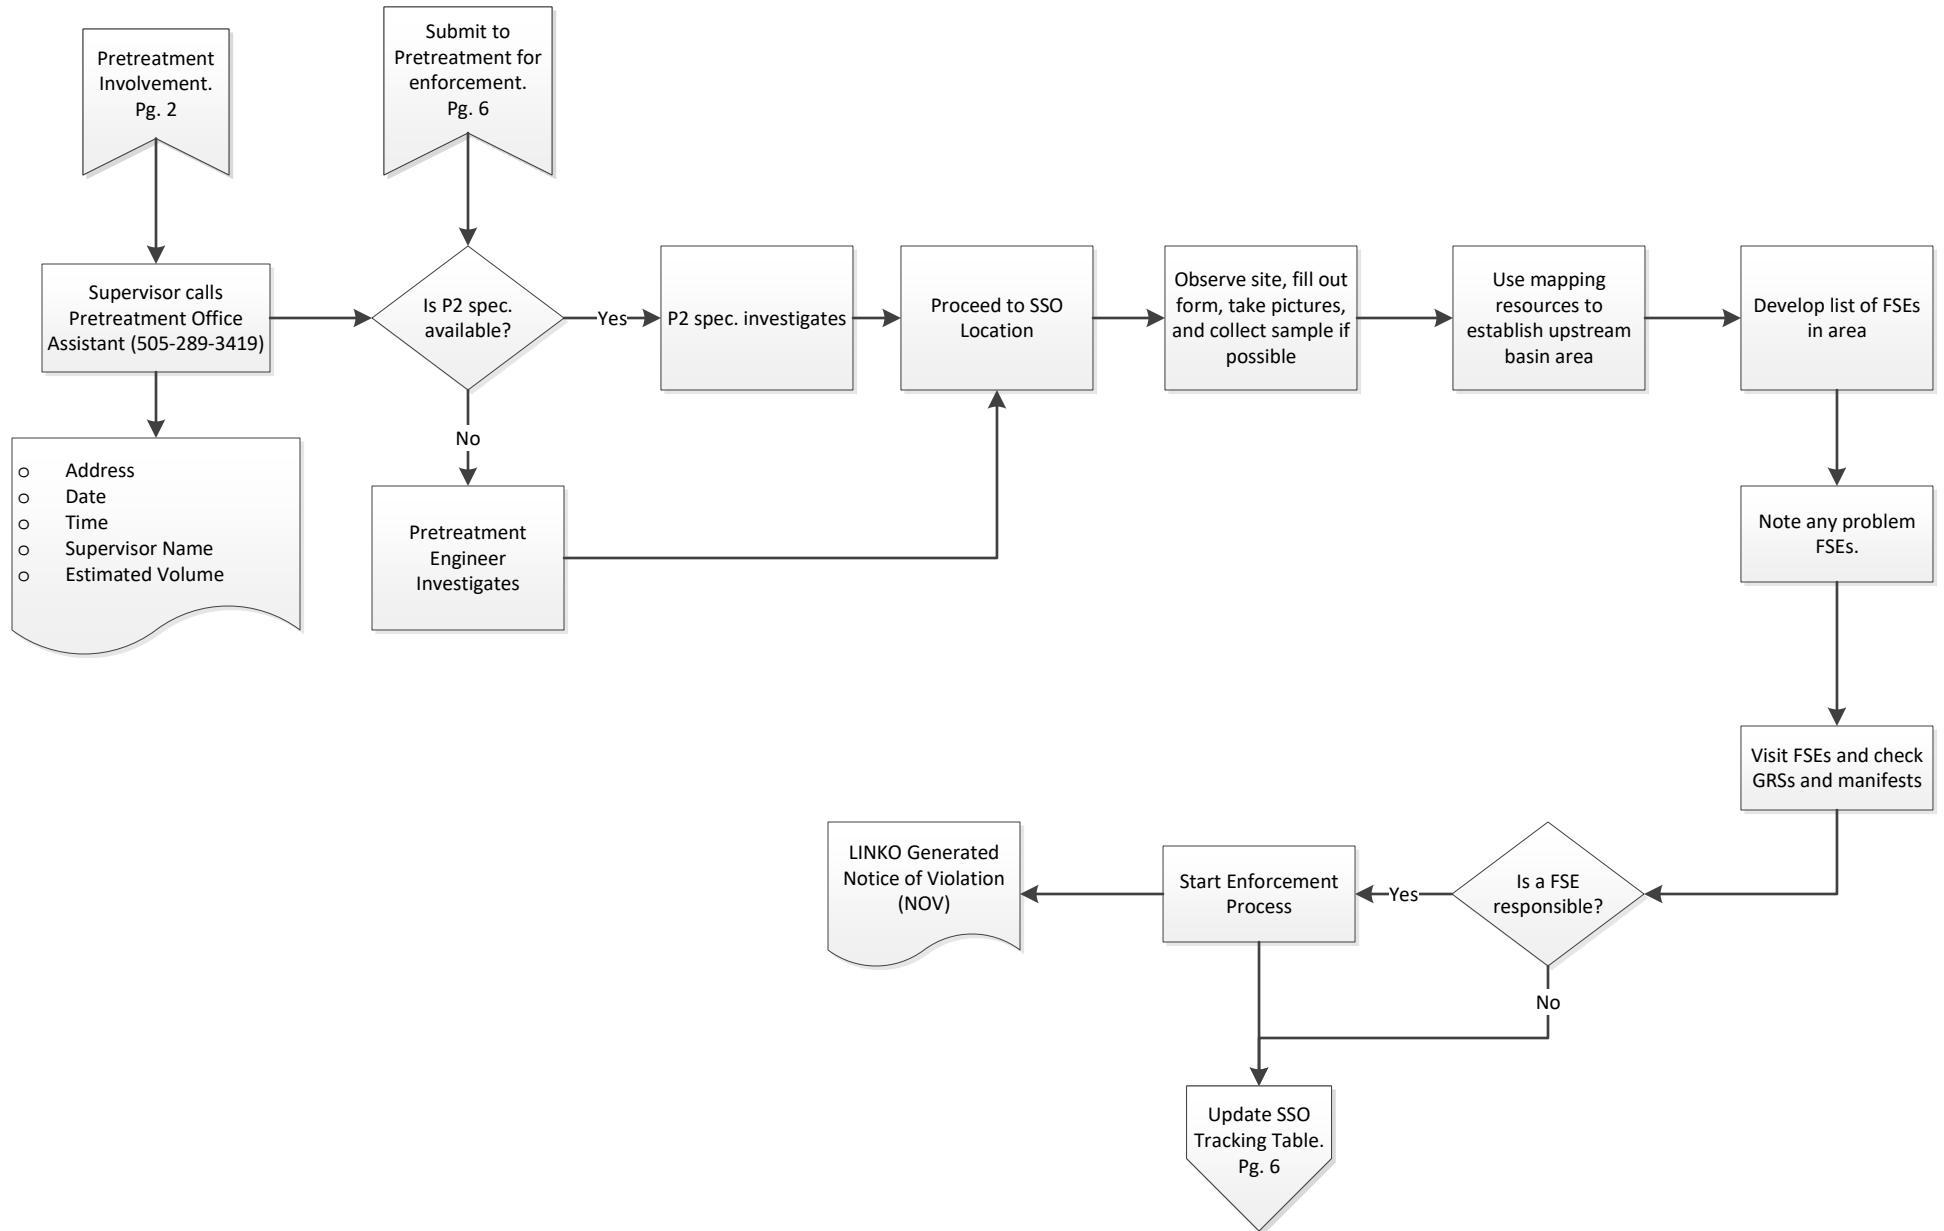 Pretreatment
Involvement.
Pg. 2
Submit to
Pretreatment for
enforcement.
Pg. 6
Supervisor calls
Pretreatment Office
Assistant (505-289-3419)
Is P2 spec.
available?
Yes
P2 spec. investigates
Proceed to SSO
Location
Observe site, fill out
form, take pictures,
and collect sample if
possible
Use mapping
resources to
establish upstream
basin area
Develop list of FSEs
in area
No
o Address
o Date
o Time
o Supervisor Name
o Estimated Volume
Pretreatment
Engineer
Investigates
Note any problem
FSEs.
Visit FSEs and check
GRSs and manifests
LINKO Generated
Notice of Violation
(NOV)
Start Enforcement
Process
Yes
Is a FSE
responsible?
No
Update SSO
Tracking Table.
Pg. 6